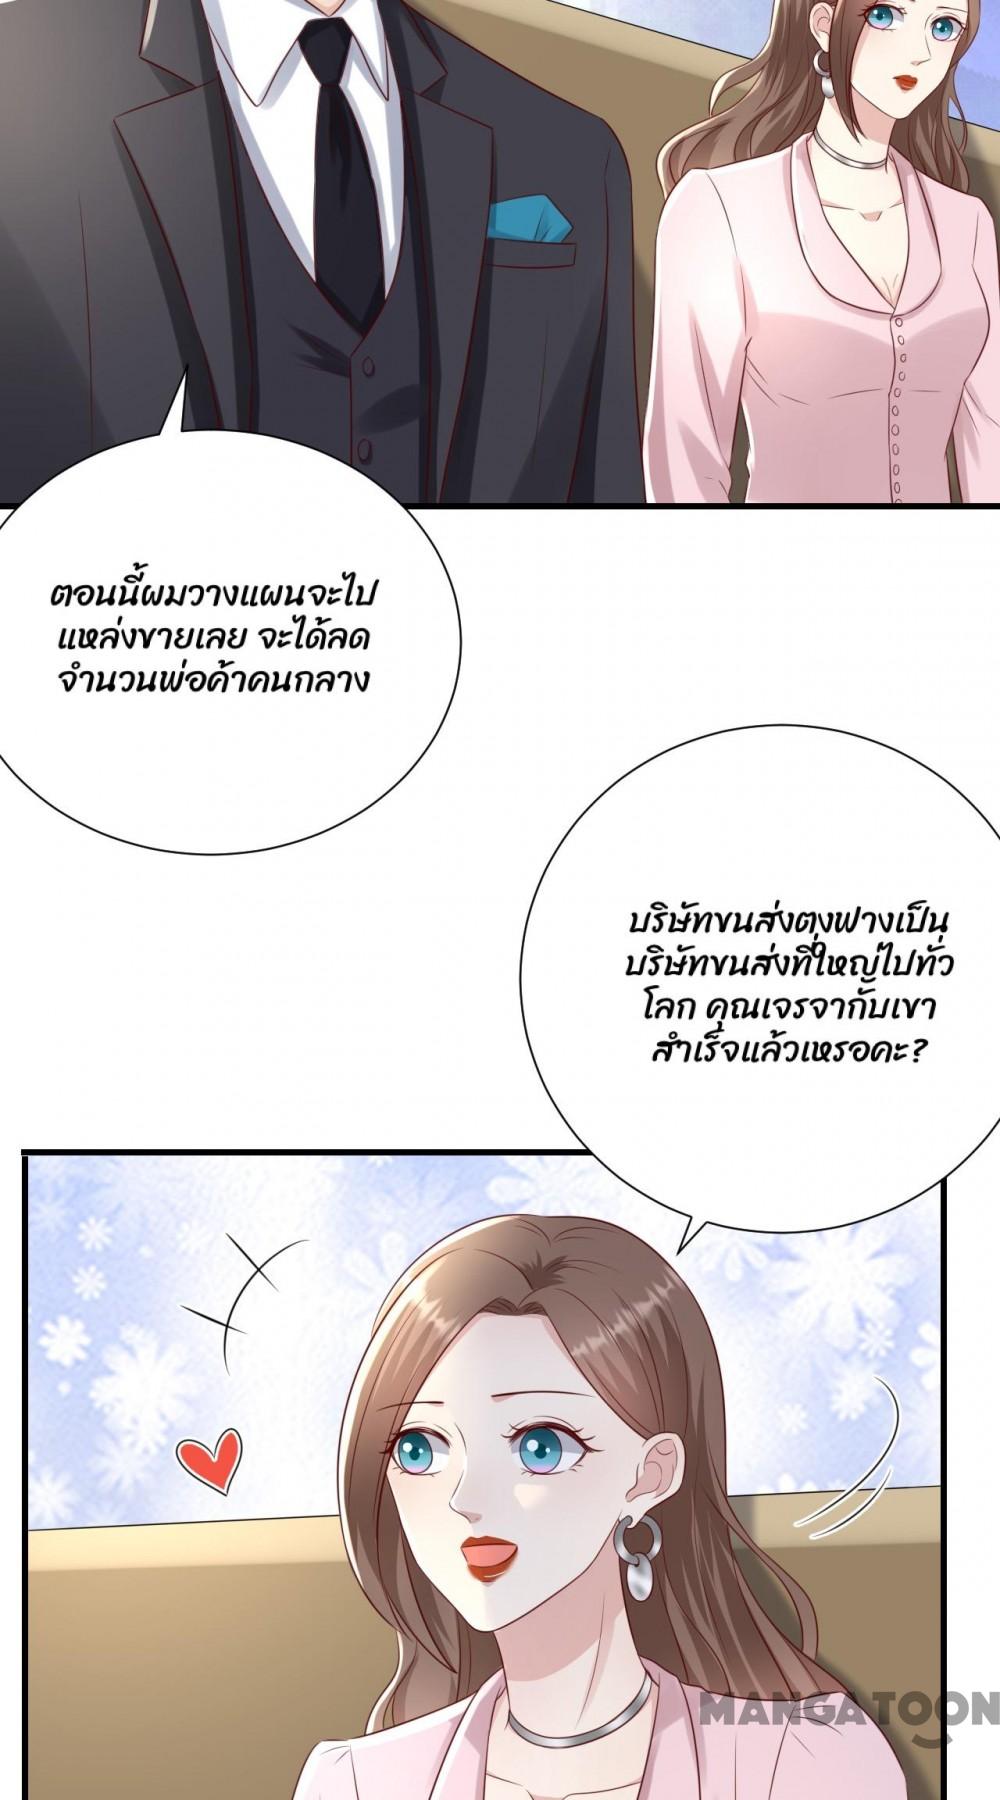 ตอนนี้ผมวางแผนจะไป
แหล่งขายเลย จะได้ลด
จำนวนพ่อค้าคนกลาง
บริษัทขนส่งตงฟางเป็น
บริษัทขนส่งที่ใหญ่ไปทั่ว
โลก คุณเจรจากับเขา
สำเร็จแล้วเหรอคะ?
MANGATOON